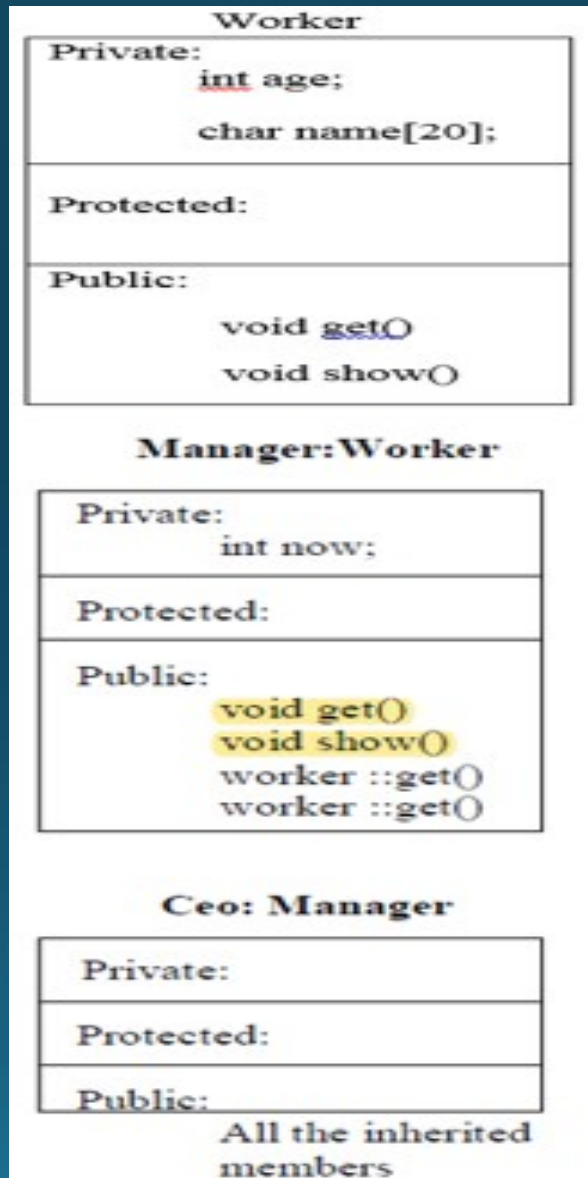 Worker
Private:
int age;
char name[20];
Protected:
Public:
void get()
void show()
Manager:Worker
Private:
int now;
Protected:
Public:
void get()
void show()
worker ::get()
worker ::get()
Ceo: Manager
Private:
Protected:
Public:
All the inherited
members